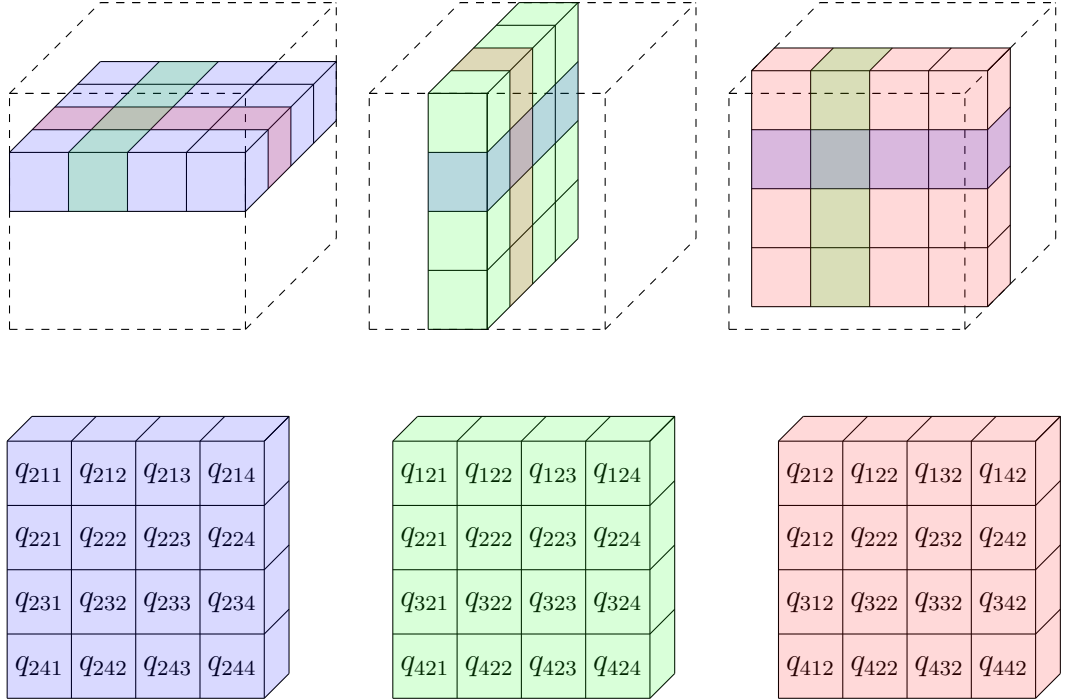 q₂₁₁ q₂₁₂ q₂₁₃ q₂₁₄ q₁₂₁ q₁₂₂ q₁₂₃ q₁₂₄ q₂₁₂ q₁₂₂ q₁₃₂ q₁₄₂
q₂₂₁ q₂₂₂ q₂₂₃ q₂₂₄ q₂₂₁ q₂₂₂ q₂₂₃ q₂₂₄ q₂₁₂ q₂₂₂ q₂₃₂ q₂₄₂
q₂₃₁ q₂₃₂ q₂₃₃ q₂₃₄ q₃₂₁ q₃₂₂ q₃₂₃ q₃₂₄ q₃₁₂ q₃₂₂ q₃₃₂ q₃₄₂
q₂₄₁ q₂₄₂ q₂₄₃ q₂₄₄ q₄₂₁ q₄₂₂ q₄₂₃ q₄₂₄ q₄₁₂ q₄₂₂ q₄₃₂ q₄₄₂